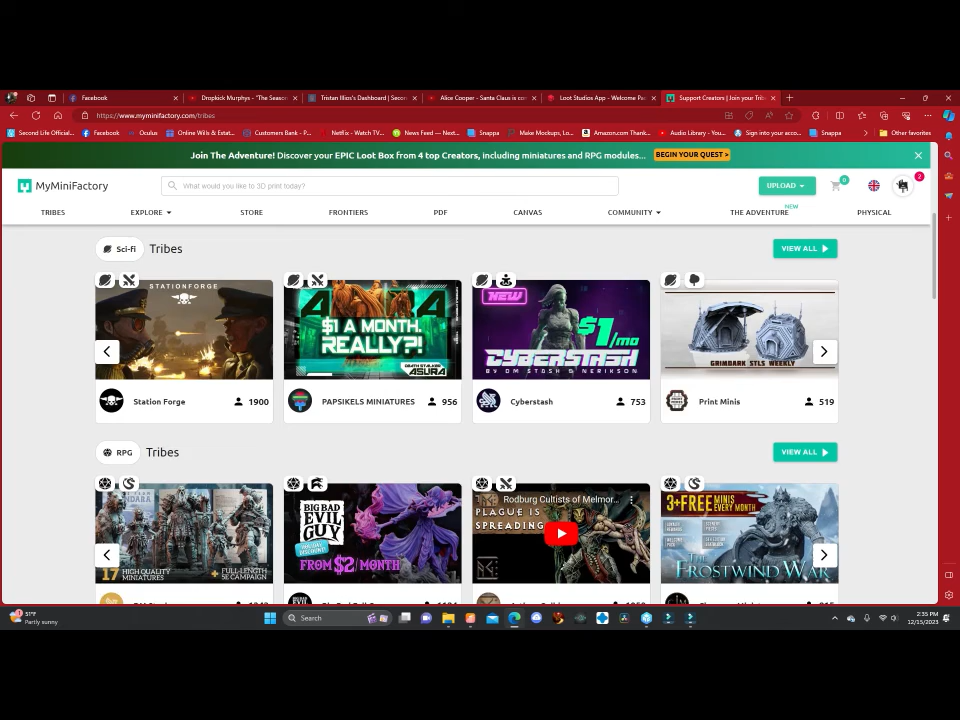 Facebook
Dropkick Murphys - "The Season
Tristan Illios's Dashboard | Secon
Alice Cooper - Santa Claus is co
Loot Studios App - Welcome Pa
Support Creators | Join your Trib
https://www.myminifactory.com/tribes
Second Life Official...
Facebook
Oculus
Online Wills & Estat...
Customers Bank - P...
Netflix - Watch TV...
News Feed — Next...
Snappa
Make Mockups, Lo...
Amazon.com Thank...
Audio Library - You...
Sign into your acco...
Snappa
Other favorites
Join The Adventure! Discover your EPIC Loot Box from 4 top Creators, including miniatures and RPG modules...
BEGIN YOUR QUEST >
MyMiniFactory
What would you like to 3D print today?
UPLOAD
0
2
TRIBES
EXPLORE
STORE
FRONTIERS
PDF
CANVAS
COMMUNITY
NEW
THE ADVENTURE
PHYSICAL
Sci-fi
Tribes
VIEW ALL
STATIONFORGE
$1 A MONTH.
REALLY?!
DEATH STALKER
ASURA
NEW
$1/mo
CYBERSTASH
BY DM STASH & NERIKSON
GRIMDARK STLS WEEKLY
Station Forge
1900
PAPSIKELS MINIATURES
956
Cyberstash
753
Print Minis
519
RPG
Tribes
VIEW ALL
17 HIGH QUALITY
MINIATURES
+ FULL-LENGTH
5E CAMPAIGN
BIG BAD
EVIL
GUY
FROM $2/MONTH
Rodburg Cultists of Melmor...
PLAGUE IS
SPREADING
3+FREE MINIS
EVERY MONTH
THE
FROSTWIND WAR
51°F
Partly sunny
Search
2:35 PM
12/15/2023